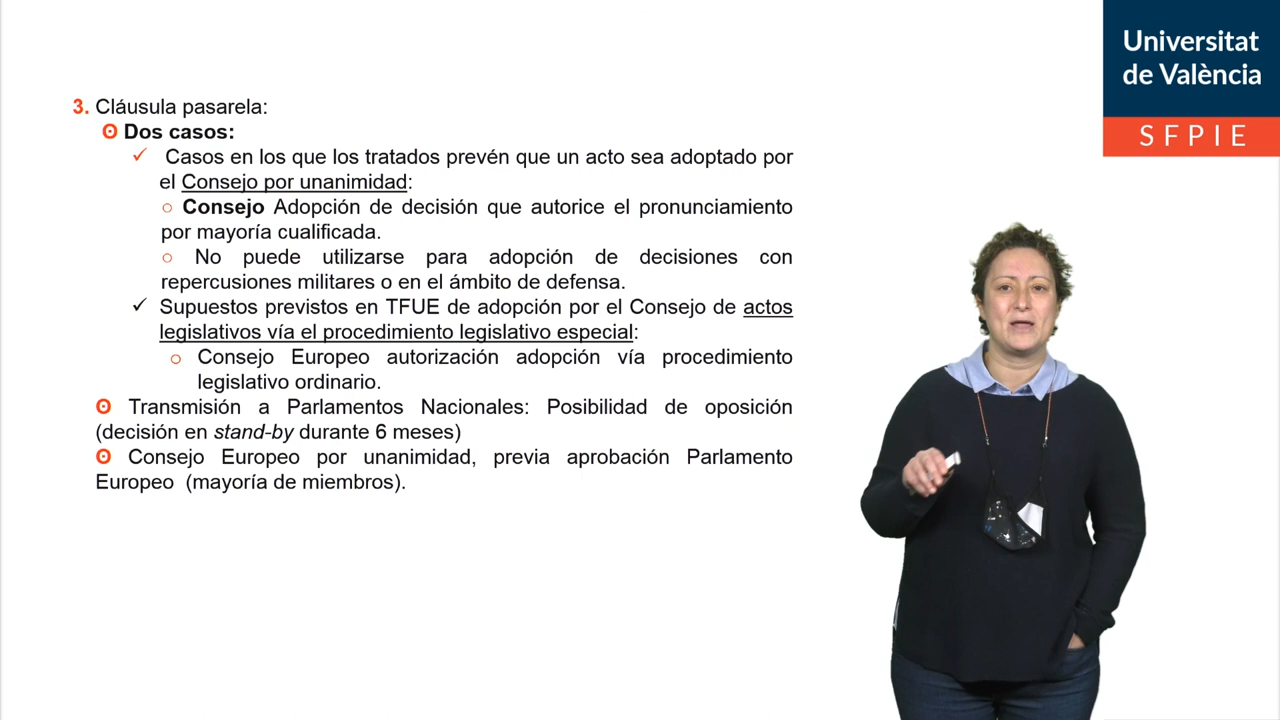 Universitat
de València
SFPIE
3. Cláusula pasarela:
ʘ Dos casos:
✓ Casos en los que los tratados prevén que un acto sea adoptado por
el Consejo por unanimidad:
○ Consejo Adopción de decisión que autorice el pronunciamiento
por mayoría cualificada.
○ No puede utilizarse para adopción de decisiones con
repercusiones militares o en el ámbito de defensa.
✓ Supuestos previstos en TFUE de adopción por el Consejo de actos
legislativos vía el procedimiento legislativo especial:
○ Consejo Europeo autorización adopción vía procedimiento
legislativo ordinario.
ʘ Transmisión a Parlamentos Nacionales: Posibilidad de oposición
(decisión en stand-by durante 6 meses)
ʘ Consejo Europeo por unanimidad, previa aprobación Parlamento
Europeo (mayoría de miembros).